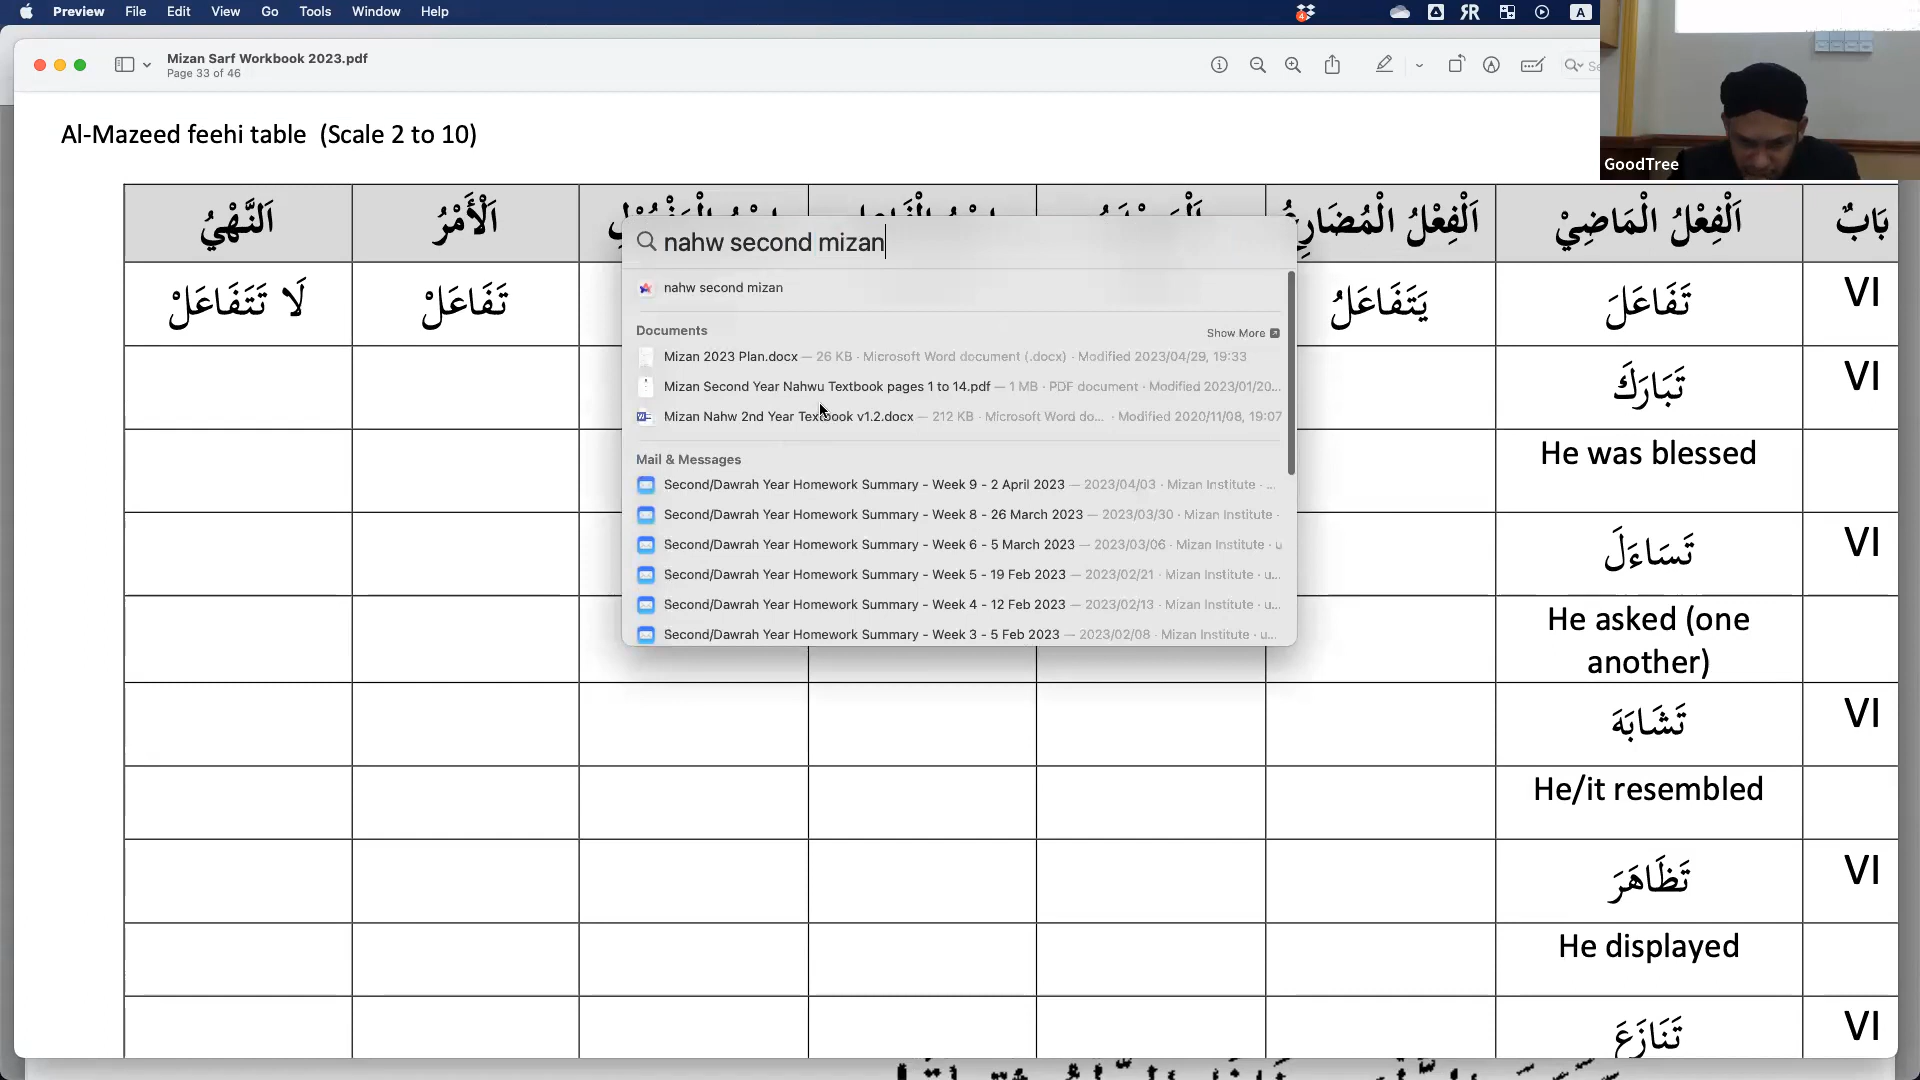 Preview File Edit View Go Tools Window Help
Mizan Sarf Workbook 2023.pdf
Page 33 of 46
GoodTree
Al-Mazeed feehi table (Scale 2 to 10)
بَابٌ اَلْفِعْلُ الْمَاضِيْ اَلْفِعْلُ الْمُضَارِعُ اَلْأَمْرُ اَلنَّهْيُ
VI تَفَاعَلَ يَتَفَاعَلُ تَفَاعَلْ لَا تَتَفَاعَلْ
VI تَبَارَكَ
He was blessed
VI تَسَاءَلَ
He asked (one
another)
VI تَشَابَهَ
He/it resembled
VI تَظَاهَرَ
He displayed
VI تَنَازَعَ
nahw second mizan
nahw second mizan
Documents
Show More
Mizan 2023 Plan.docx — 26 KB · Microsoft Word document (.docx) · Modified 2023/04/29, 19:33
Mizan Second Year Nahwu Textbook pages 1 to 14.pdf — 1 MB · PDF document · Modified 2023/01/20...
Mizan Nahw 2nd Year Textbook v1.2.docx — 212 KB · Microsoft Word do... · Modified 2020/11/08, 19:07
Mail & Messages
Second/Dawrah Year Homework Summary - Week 9 - 2 April 2023 — 2023/04/03 · Mizan Institute · ...
Second/Dawrah Year Homework Summary - Week 8 - 26 March 2023 — 2023/03/30 · Mizan Institute ·
Second/Dawrah Year Homework Summary - Week 6 - 5 March 2023 — 2023/03/06 · Mizan Institute · u
Second/Dawrah Year Homework Summary - Week 5 - 19 Feb 2023 — 2023/02/21 · Mizan Institute · u...
Second/Dawrah Year Homework Summary - Week 4 - 12 Feb 2023 — 2023/02/13 · Mizan Institute · u...
Second/Dawrah Year Homework Summary - Week 3 - 5 Feb 2023 — 2023/02/08 · Mizan Institute · u...